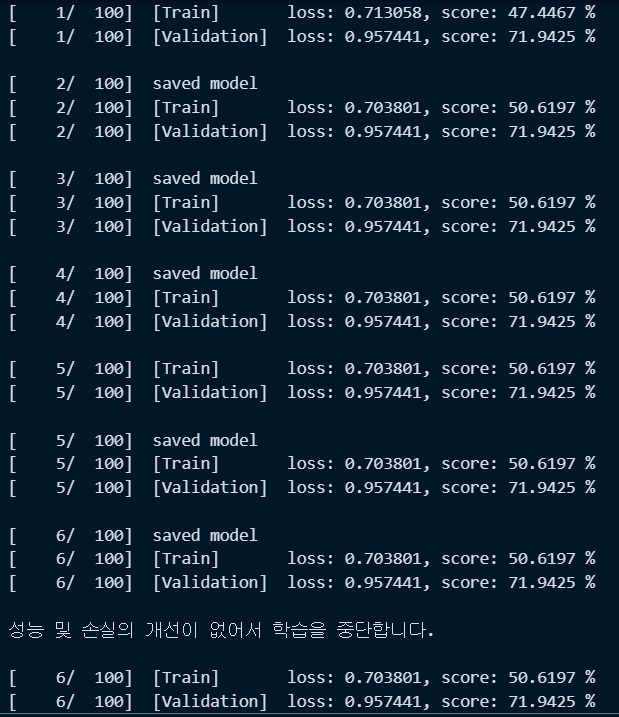 [    1/  100]  [Train]       loss: 0.713058, score: 47.4467 %
[    1/  100]  [Validation]  loss: 0.957441, score: 71.9425 %
[    2/  100]  saved model
[    2/  100]  [Train]       loss: 0.703801, score: 50.6197 %
[    2/  100]  [Validation]  loss: 0.957441, score: 71.9425 %
[    3/  100]  saved model
[    3/  100]  [Train]       loss: 0.703801, score: 50.6197 %
[    3/  100]  [Validation]  loss: 0.957441, score: 71.9425 %
[    4/  100]  saved model
[    4/  100]  [Train]       loss: 0.703801, score: 50.6197 %
[    4/  100]  [Validation]  loss: 0.957441, score: 71.9425 %
[    5/  100]  [Train]       loss: 0.703801, score: 50.6197 %
[    5/  100]  [Validation]  loss: 0.957441, score: 71.9425 %
[    5/  100]  saved model
[    5/  100]  [Train]       loss: 0.703801, score: 50.6197 %
[    5/  100]  [Validation]  loss: 0.957441, score: 71.9425 %
[    6/  100]  saved model
[    6/  100]  [Train]       loss: 0.703801, score: 50.6197 %
[    6/  100]  [Validation]  loss: 0.957441, score: 71.9425 %
성능 및 손실의 개선이 없어서 학습을 중단합니다.
[    6/  100]  [Train]       loss: 0.703801, score: 50.6197 %
[    6/  100]  [Validation]  loss: 0.957441, score: 71.9425 %